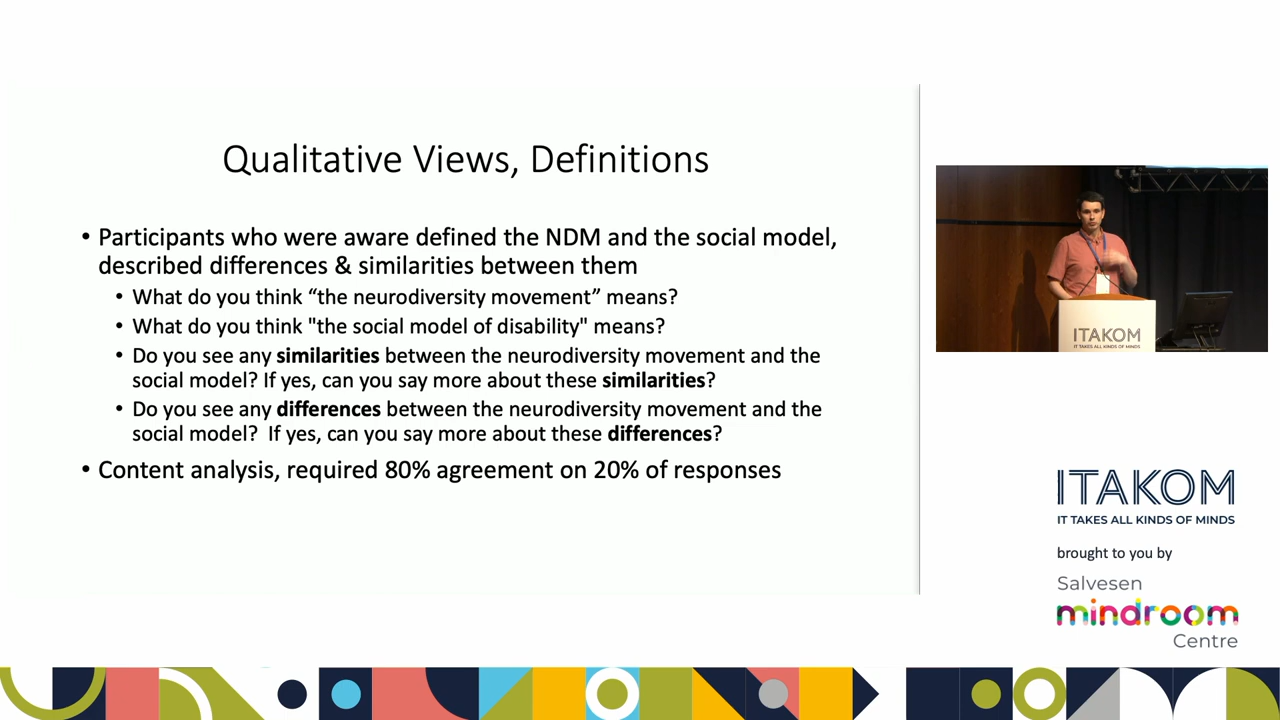 Qualitative Views, Definitions
• Participants who were aware defined the NDM and the social model,
described differences & similarities between them
• What do you think “the neurodiversity movement” means?
• What do you think "the social model of disability" means?
• Do you see any similarities between the neurodiversity movement and the
social model? If yes, can you say more about these similarities?
• Do you see any differences between the neurodiversity movement and the
social model?  If yes, can you say more about these differences?
• Content analysis, required 80% agreement on 20% of responses
ITAKOM
IT TAKES ALL KINDS OF MINDS
ITAKOM
IT TAKES ALL KINDS OF MINDS
brought to you by
Salvesen
mindroom
Centre